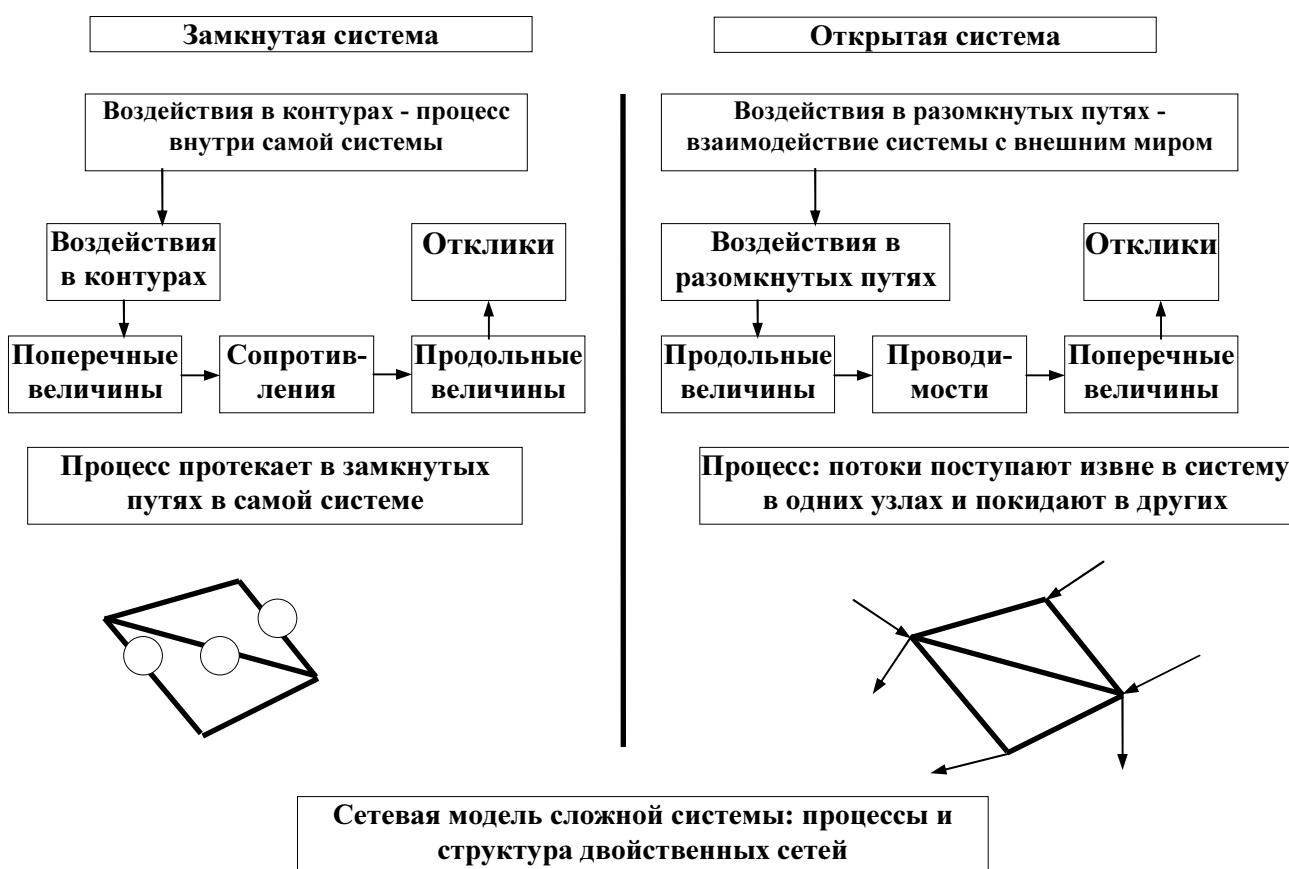 Замкнутая система
Воздействия в контурах - процесс
внутри самой системы
Воздействия
в контурах
Отклики
Поперечные
величины
Сопротив-
ления
Продольные
величины
Процесс протекает в замкнутых
путях в самой системе
Открытая система
Воздействия в разомкнутых путях -
взаимодействие системы с внешним миром
Воздействия в
разомкнутых путях
Отклики
Продольные
величины
Проводи-
мости
Поперечные
величины
Процесс: потоки поступают извне в систему
в одних узлах и покидают в других
Сетевая модель сложной системы: процессы и
структура двойственных сетей